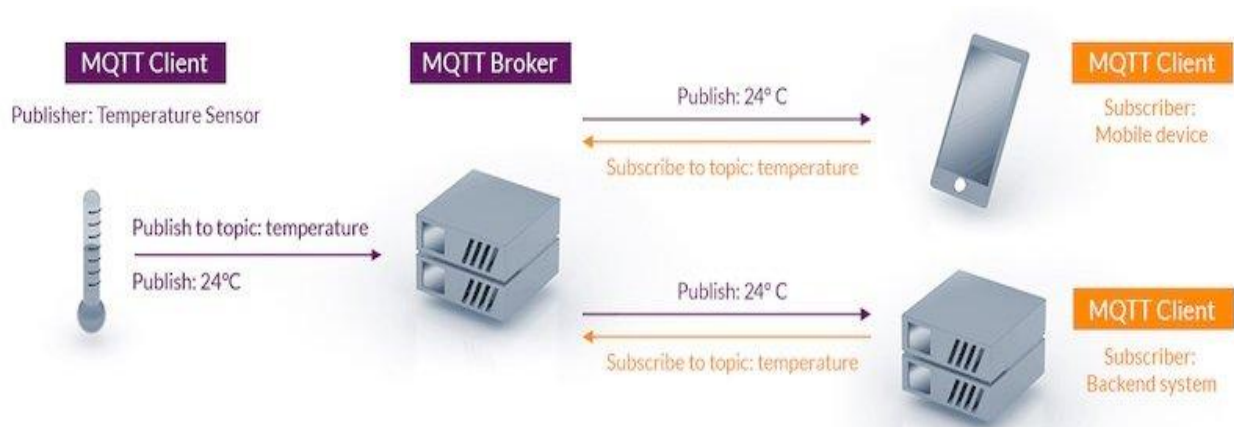 MQTT Client
Publisher: Temperature Sensor
Publish to topic: temperature
Publish: 24°C
MQTT Broker
Publish: 24° C
Subscribe to topic: temperature
MQTT Client
Subscriber:
Mobile device
Publish: 24° C
Subscribe to topic: temperature
MQTT Client
Subscriber:
Backend system